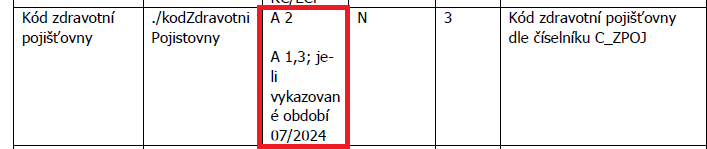 Kód zdravotní
pojišťovny
./kodZdravotni
Pojistovny
A 2
A 1,3; je-
li
vykazovan
é období
07/2024
N
3
Kód zdravotní pojišťovny
dle číselníku C_ZPOJ